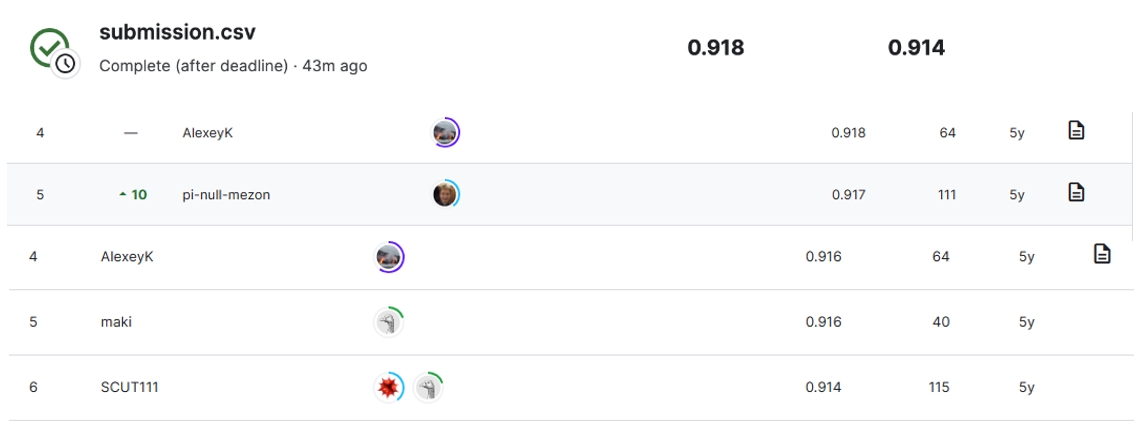 submission.csv 0.918 0.914
Complete (after deadline) · 43m ago
4 — AlexeyK 0.918 64 5y
5 10 pi-null-mezon 0.917 111 5y
4 AlexeyK 0.916 64 5y
5 maki 0.916 40 5y
6 SCUT111 0.914 115 5y